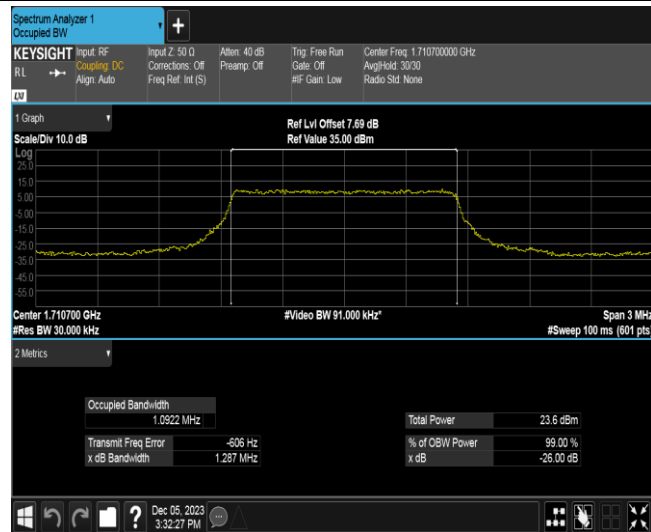 Spectrum Analyzer 1
Occupied BW
KEYSIGHT
RL
LXI
Input: RF
Coupling: DC
Align: Auto
Input Z: 50 Ω
Corrections: Off
Freq Ref: Int (S)
Atten: 40 dB
Preamp: Off
Trig: Free Run
Gate: Off
#IF Gain: Low
Center Freq: 1.710700000 GHz
Avg|Hold: 30/30
Radio Std: None
1 Graph
Scale/Div 10.0 dB
Ref Lvl Offset 7.69 dB
Ref Value 35.00 dBm
Log
25.0
15.0
5.00
-5.00
-15.0
-25.0
-35.0
-45.0
-55.0
Center 1.710700 GHz
#Res BW 30.000 kHz
#Video BW 91.000 kHz*
Span 3 MHz
#Sweep 100 ms (601 pts)
2 Metrics
Occupied Bandwidth
1.0922 MHz
Transmit Freq Error -606 Hz
x dB Bandwidth 1.287 MHz
Total Power 23.6 dBm
% of OBW Power 99.00 %
x dB -26.00 dB
?
Dec 05, 2023
3:32:27 PM